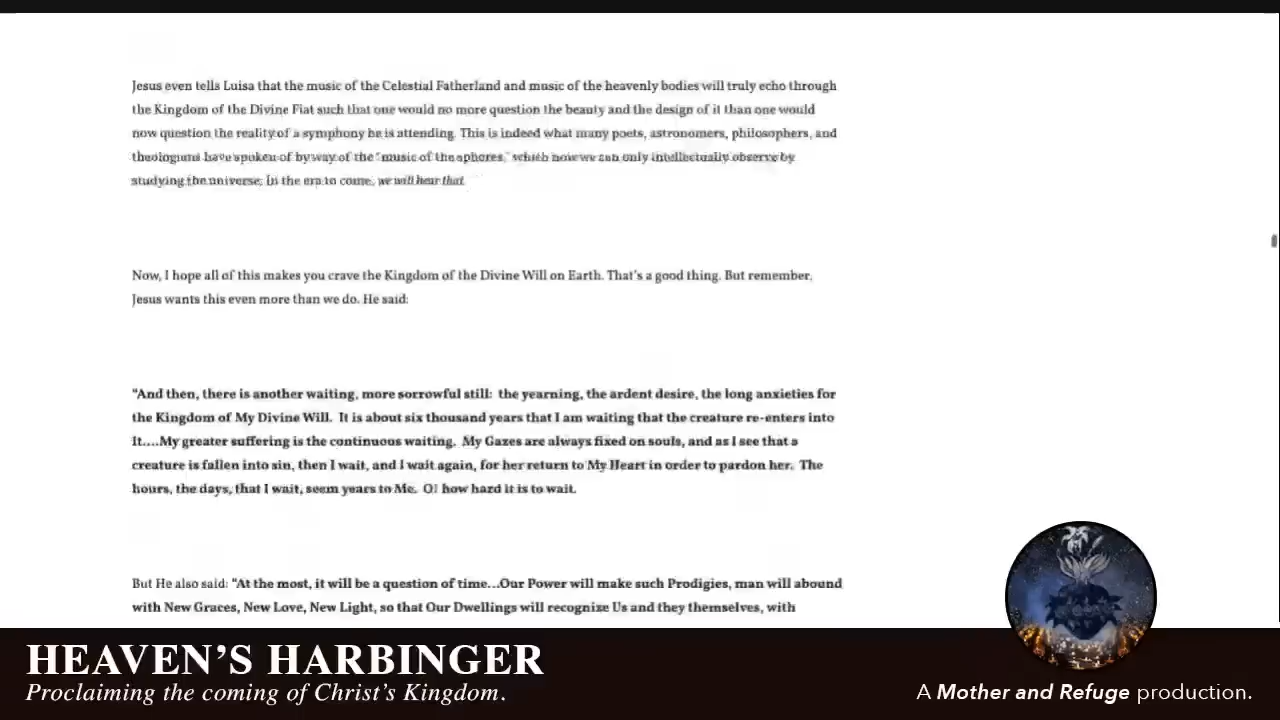 Jesus even tells Luisa that the music of the Celestial Fatherland and music of the heavenly bodies will truly echo through
the Kingdom of the Divine Fiat such that one would no more question the beauty and the design of it than one would
now question the reality of a symphony he is attending. This is indeed what many poets, astronomers, philosophers, and
theologians have spoken of by way of the "music of the spheres," which now we can only intellectually observe by
studying the universe. In the era to come, we will hear that.
Now, I hope all of this makes you crave the Kingdom of the Divine Will on Earth. That's a good thing. But remember,
Jesus wants this even more than we do. He said:
"And then, there is another waiting, more sorrowful still: the yearning, the ardent desire, the long anxieties for
the Kingdom of My Divine Will. It is about six thousand years that I am waiting that the creature re-enters into
It....My greater suffering is the continuous waiting. My Gazes are always fixed on souls, and as I see that a
creature is fallen into sin, then I wait, and I wait again, for her return to My Heart in order to pardon her. The
hours, the days, that I wait, seem years to Me. O! how hard it is to wait.
But He also said: "At the most, it will be a question of time...Our Power will make such Prodigies, man will abound
with New Graces, New Love, New Light, so that Our Dwellings will recognize Us and they themselves, with
HEAVEN'S HARBINGER
Proclaiming the coming of Christ's Kingdom.
A Mother and Refuge production.